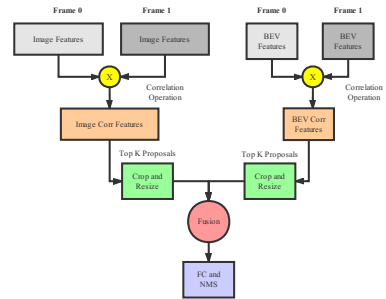 Frame 0
Frame 1
Frame 0
Frame 1
Image Features
Image Features
BEV
Features
BEV
Features
X
X
Correlation
Operation
Correlation
Operation
Image Corr Features
BEV Corr
Features
Top K Proposals
Top K Proposals
Crop and
Resize
Crop and
Resize
Fusion
FC and
NMS